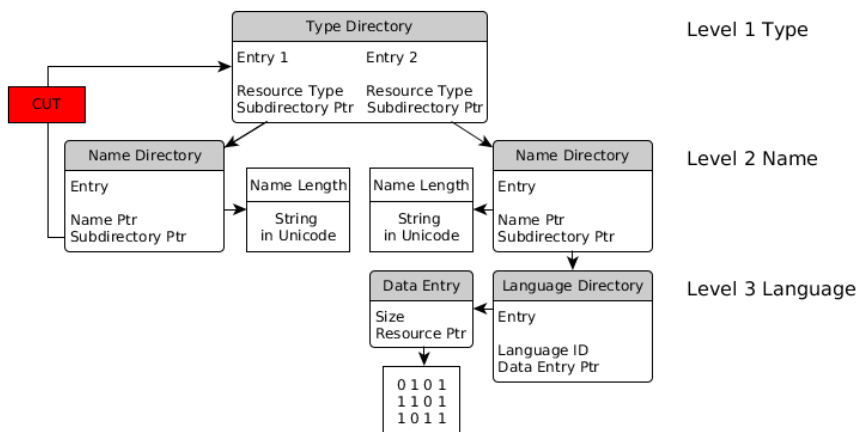 Type Directory
Level 1 Type
Entry 1
Entry 2
Resource Type
Subdirectory Ptr
Resource Type
Subdirectory Ptr
CUT
Name Directory
Entry
Name Ptr
Subdirectory Ptr
Name Length
String
in Unicode
Name Length
String
in Unicode
Name Directory
Entry
Name Ptr
Subdirectory Ptr
Level 2 Name
Data Entry
Size
Resource Ptr
Language Directory
Entry
Language ID
Data Entry Ptr
Level 3 Language
0 1 0 1
1 1 0 1
1 0 1 1